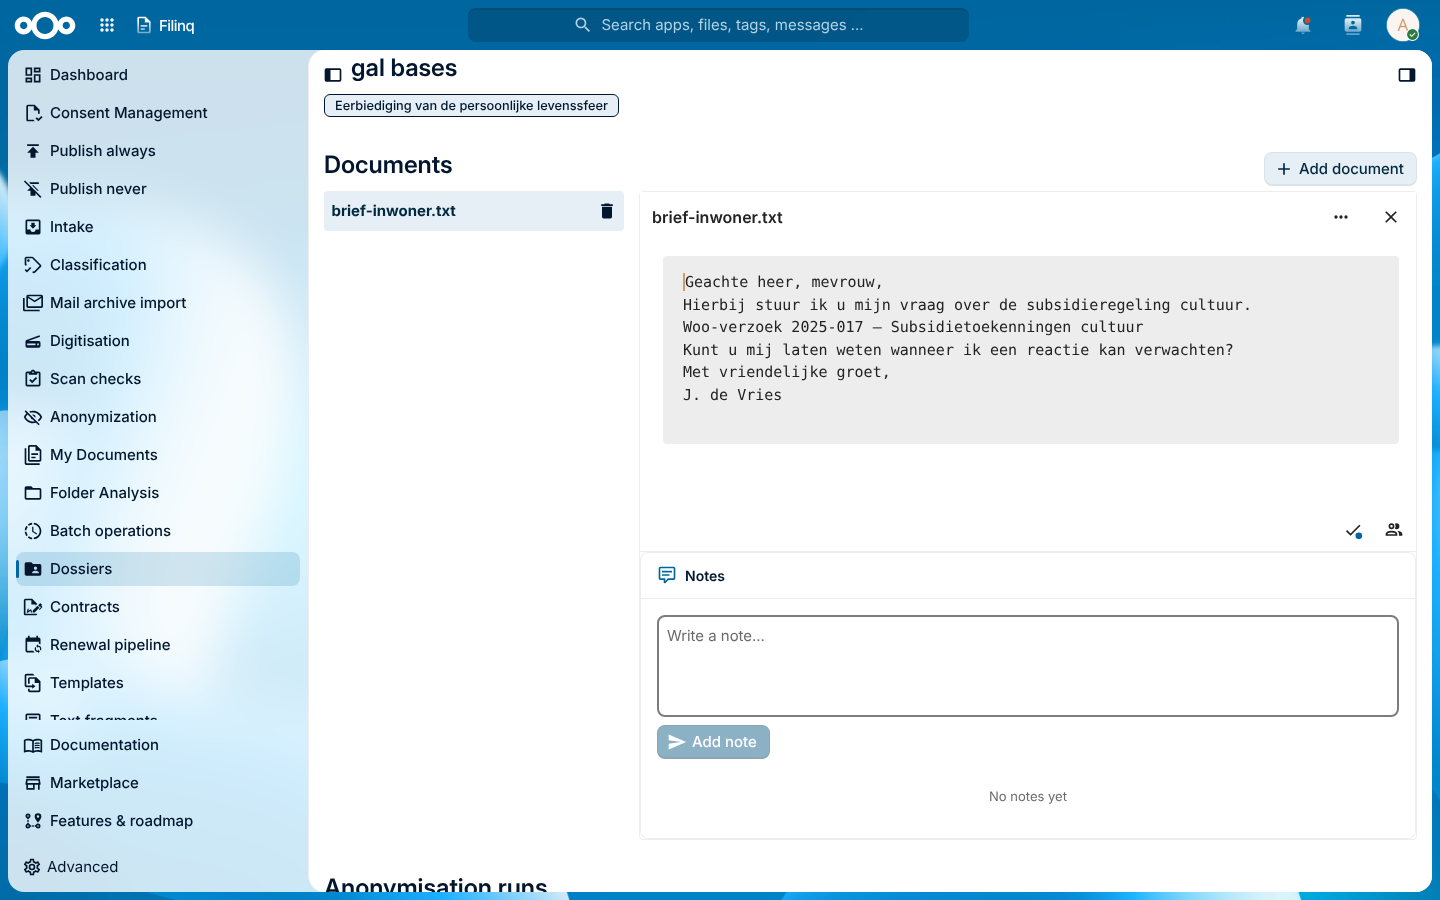 Filinq
Search apps, files, tags, messages ...
A
Dashboard
Consent Management
Publish always
Publish never
Intake
Classification
Mail archive import
Digitisation
Scan checks
Anonymization
My Documents
Folder Analysis
Batch operations
Dossiers
Contracts
Renewal pipeline
Templates
Text fragments
Documentation
Marketplace
Features & roadmap
Advanced
gal bases
Eerbiediging van de persoonlijke levenssfeer
Documents
Add document
brief-inwoner.txt
brief-inwoner.txt
Geachte heer, mevrouw,
Hierbij stuur ik u mijn vraag over de subsidieregeling cultuur.
Woo-verzoek 2025-017 — Subsidietoekenningen cultuur
Kunt u mij laten weten wanneer ik een reactie kan verwachten?
Met vriendelijke groet,
J. de Vries
Notes
Write a note...
Add note
No notes yet
Anonymisation runs